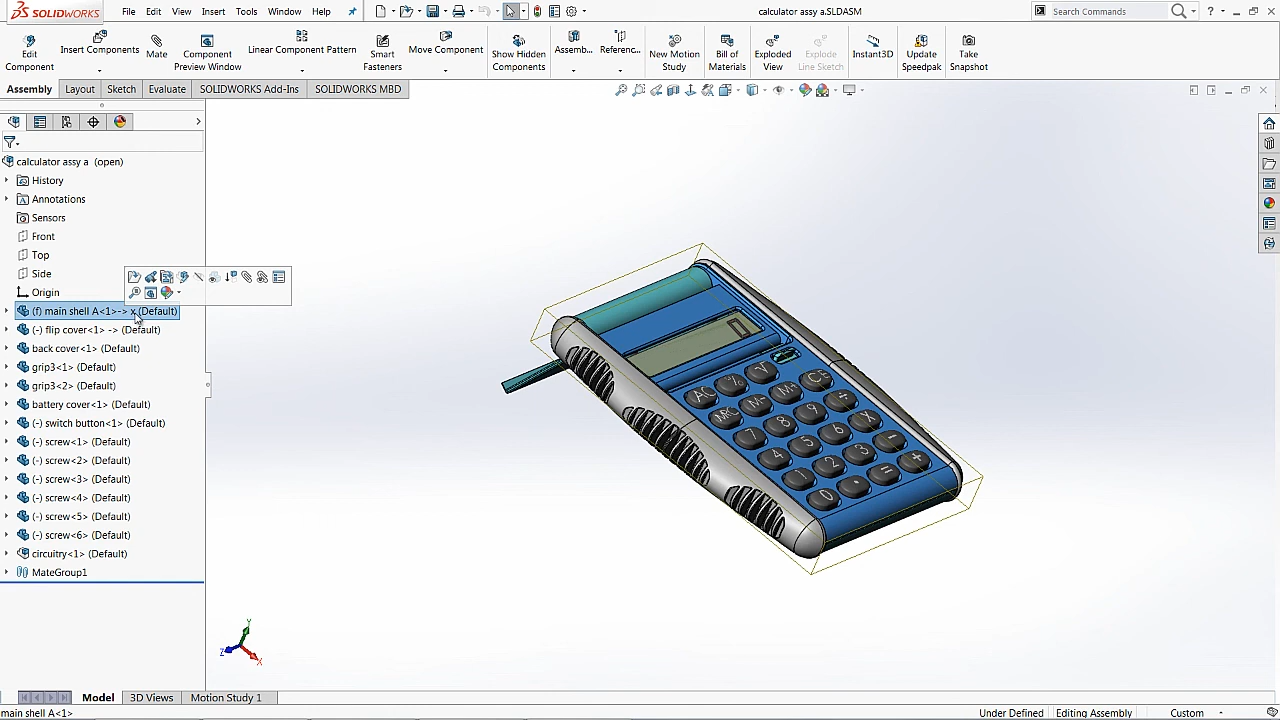 SOLIDWORKS File Edit View Insert Tools Window Help calculator assy a.SLDASM Search Commands ?
Edit Component Insert Components Mate Component Preview Window Linear Component Pattern Smart Fasteners Move Component Show Hidden Components Assemb... Referenc... New Motion Study Bill of Materials Exploded View Explode Line Sketch Instant3D Update Speedpak Take Snapshot
Assembly Layout Sketch Evaluate SOLIDWORKS Add-Ins SOLIDWORKS MBD
calculator assy a (open)
History
Annotations
Sensors
Front
Top
Side
Origin
(f) main shell A<1>-> x (Default)
(-) flip cover<1> -> (Default)
back cover<1> (Default)
grip3<1> (Default)
grip3<2> (Default)
battery cover<1> (Default)
(-) switch button<1> (Default)
(-) screw<1> (Default)
(-) screw<2> (Default)
(-) screw<3> (Default)
(-) screw<4> (Default)
(-) screw<5> (Default)
(-) screw<6> (Default)
circuitry<1> (Default)
MateGroup1
0
AC % √ CE
MRC M- M+ ÷
7 8 9 X
4 5 6 −
1 2 3 +
0 . =
Y
Z X
Model 3D Views Motion Study 1
main shell A<1> Under Defined Editing Assembly Custom